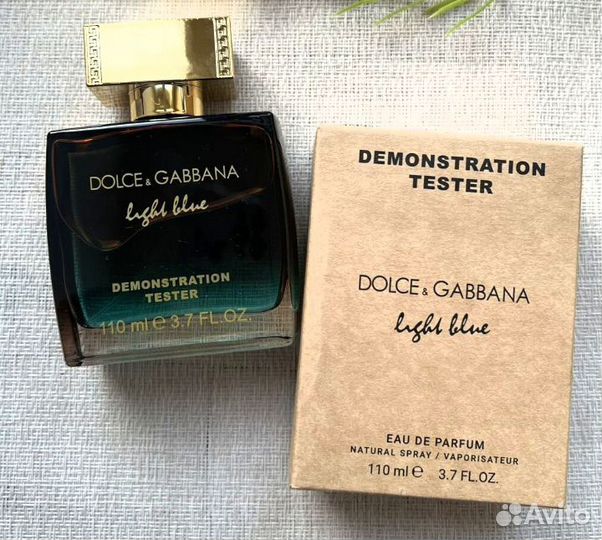 DOLCE & GABBANA
light blue
DEMONSTRATION
TESTER
110 ml e 3.7 FL.OZ.
DEMONSTRATION
TESTER
DOLCE & GABBANA
light blue
EAU DE PARFUM
NATURAL SPRAY / VAPORISATEUR
110 ml e 3.7 FL.OZ.
Avito